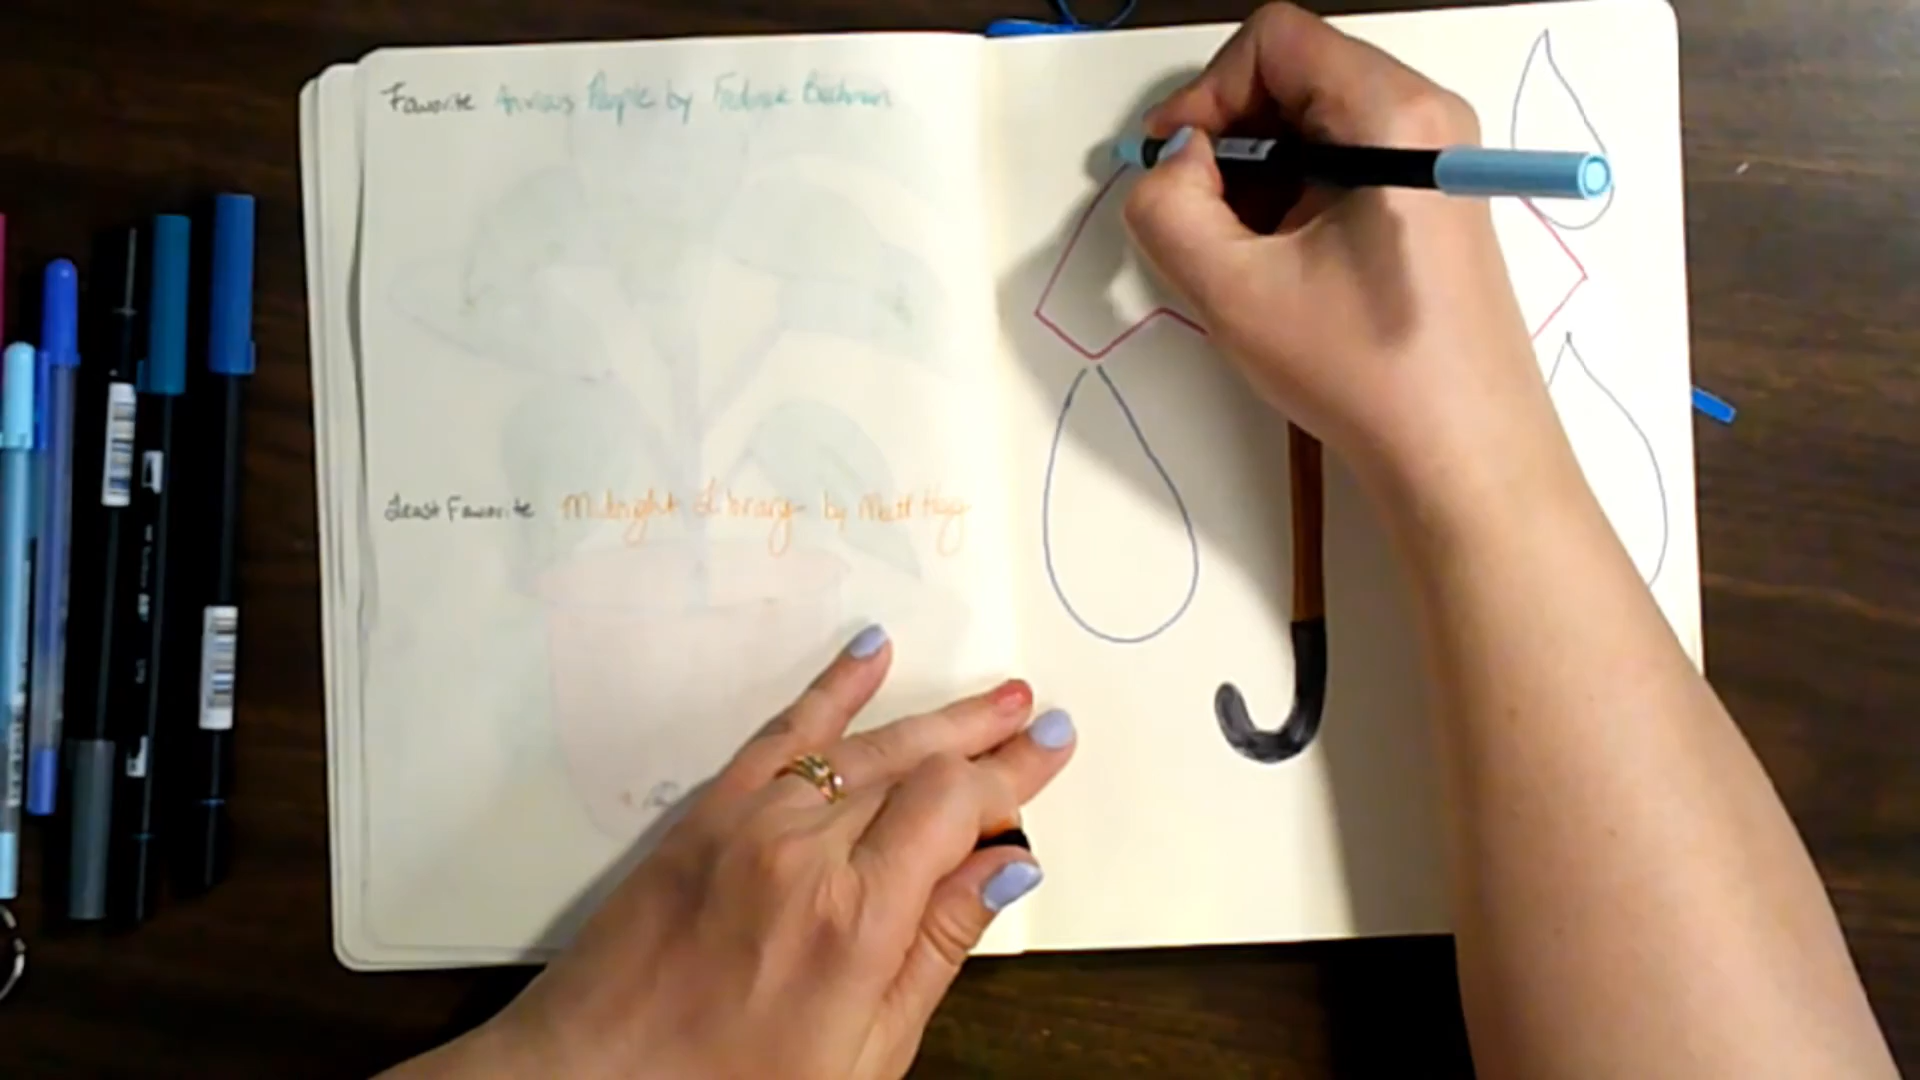 Favorite Anxious People by Fredrik Backman
Least Favorite Midnight Library by Matt Haig